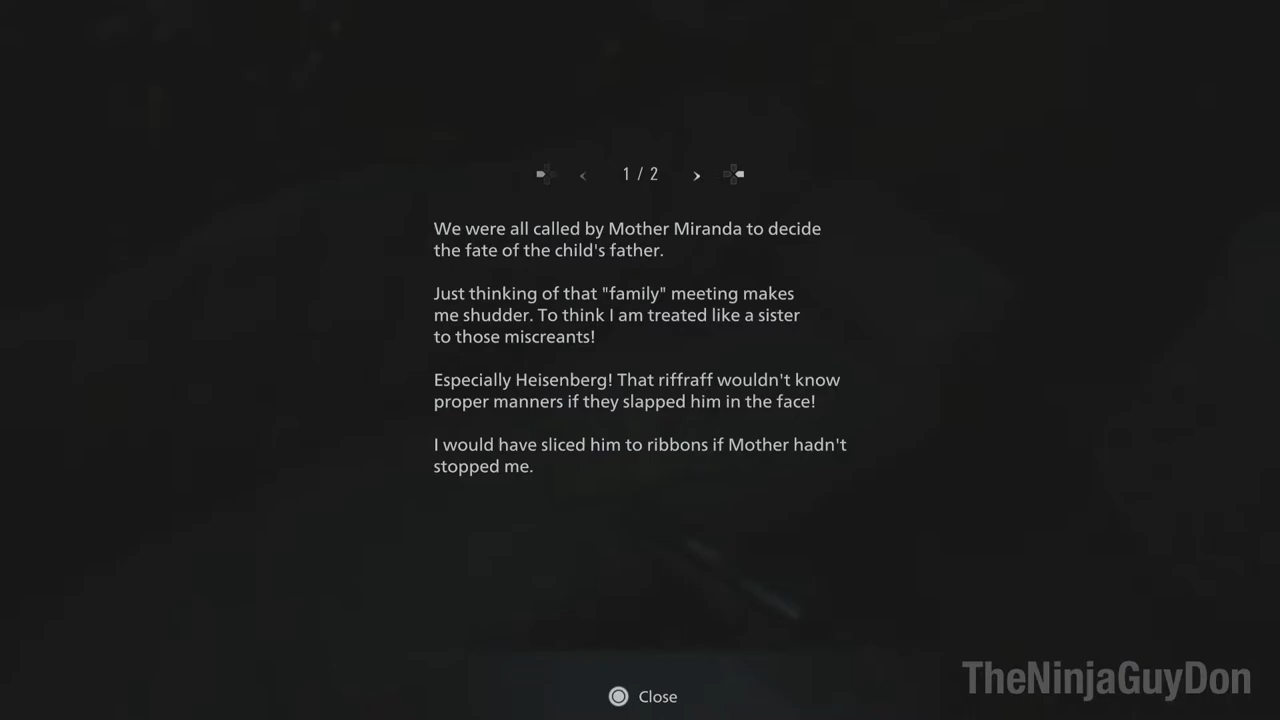 1 / 2
We were all called by Mother Miranda to decide
the fate of the child's father.
Just thinking of that "family" meeting makes
me shudder. To think I am treated like a sister
to those miscreants!
Especially Heisenberg! That riffraff wouldn't know
proper manners if they slapped him in the face!
I would have sliced him to ribbons if Mother hadn't
stopped me.
Close
TheNinjaGuyDon